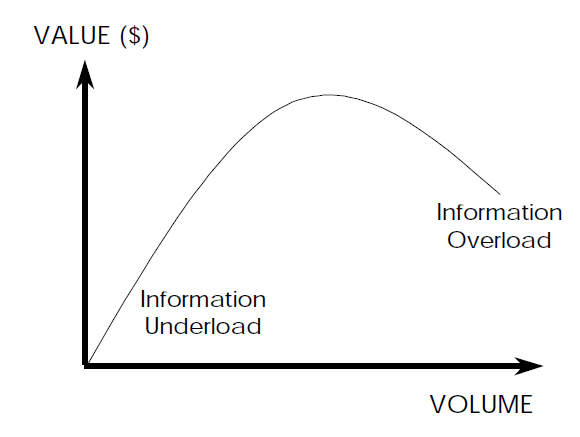 VALUE ($)
Information
Overload
Information
Underload
VOLUME